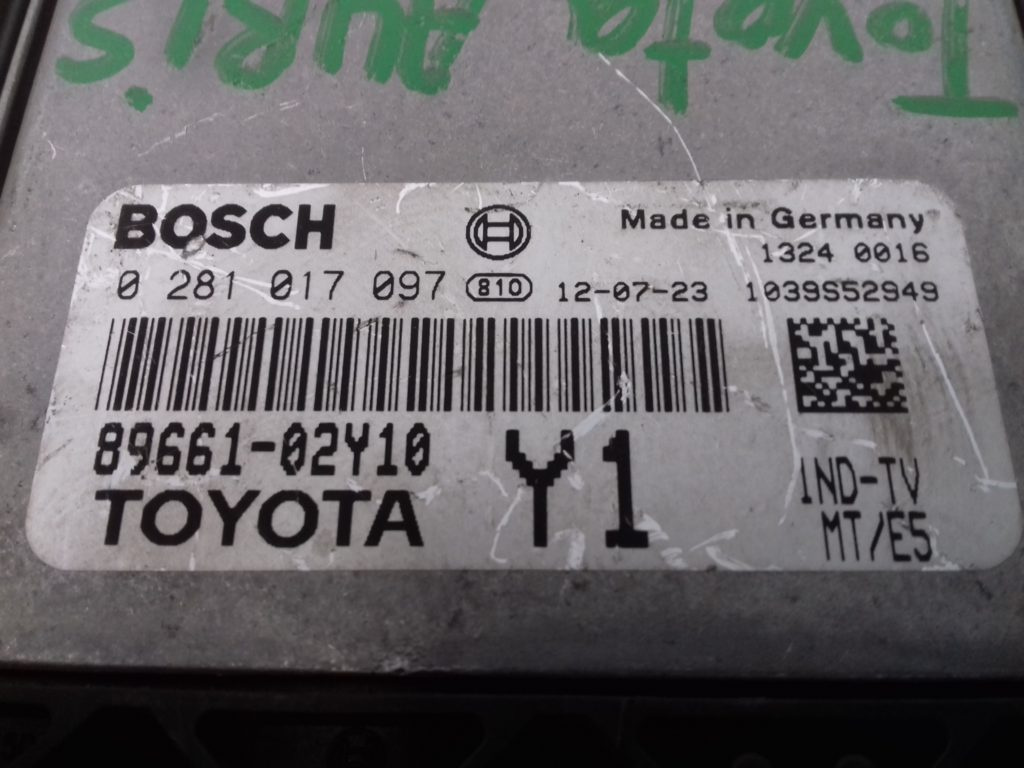 Toyota AURiS
BOSCH
Made in Germany
1324 0016
0 281 017 097 810 12-07-23 1039S52949
89661-02Y10 Y1 1ND-TV
TOYOTA MT/E5